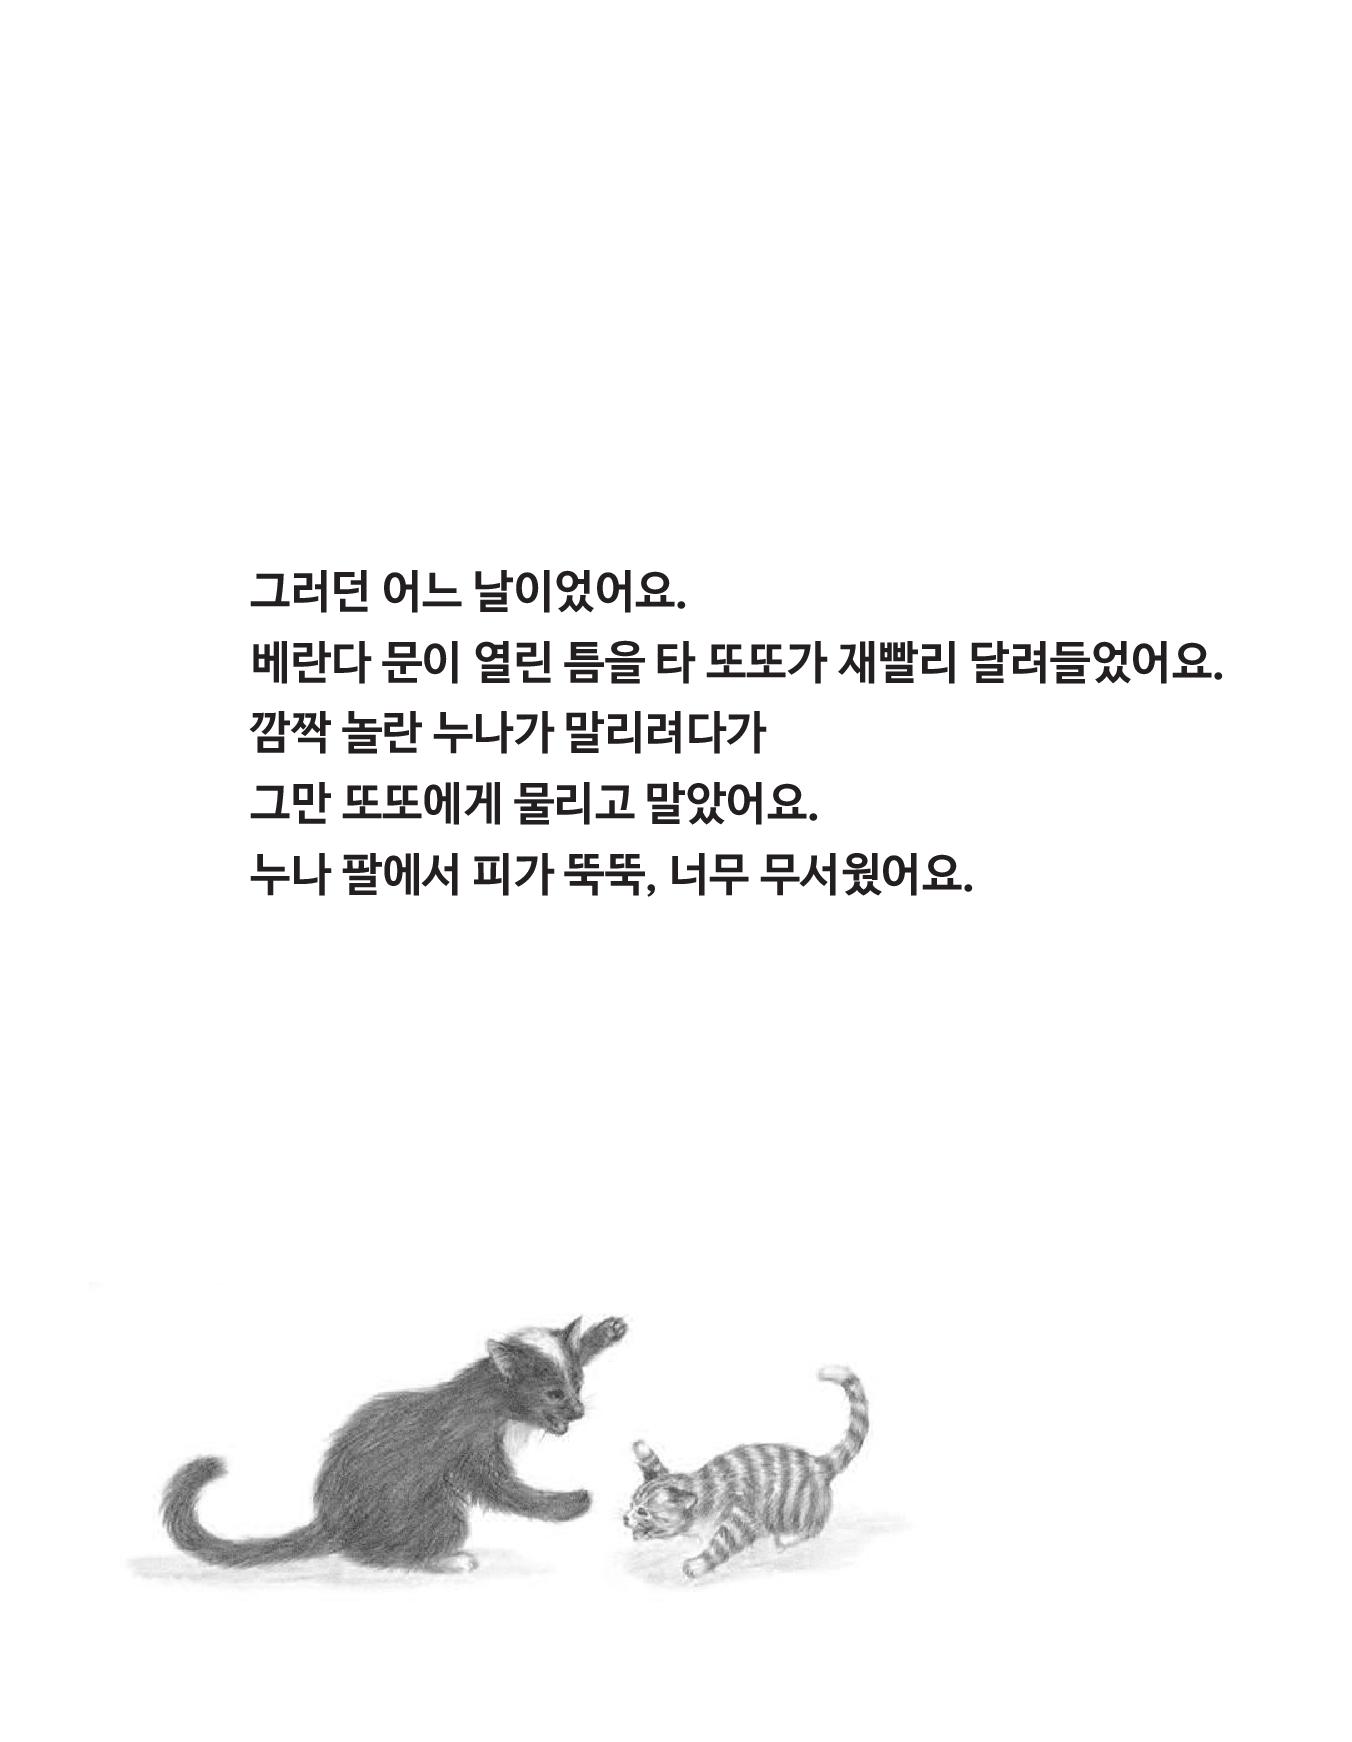 그러던 어느 날이었어요.
베란다 문이 열린 틈을 타 또또가 재빨리 달려들었어요.
깜짝 놀란 누나가 말리려다가
그만 또또에게 물리고 말았어요.
누나 팔에서 피가 뚝뚝, 너무 무서웠어요.